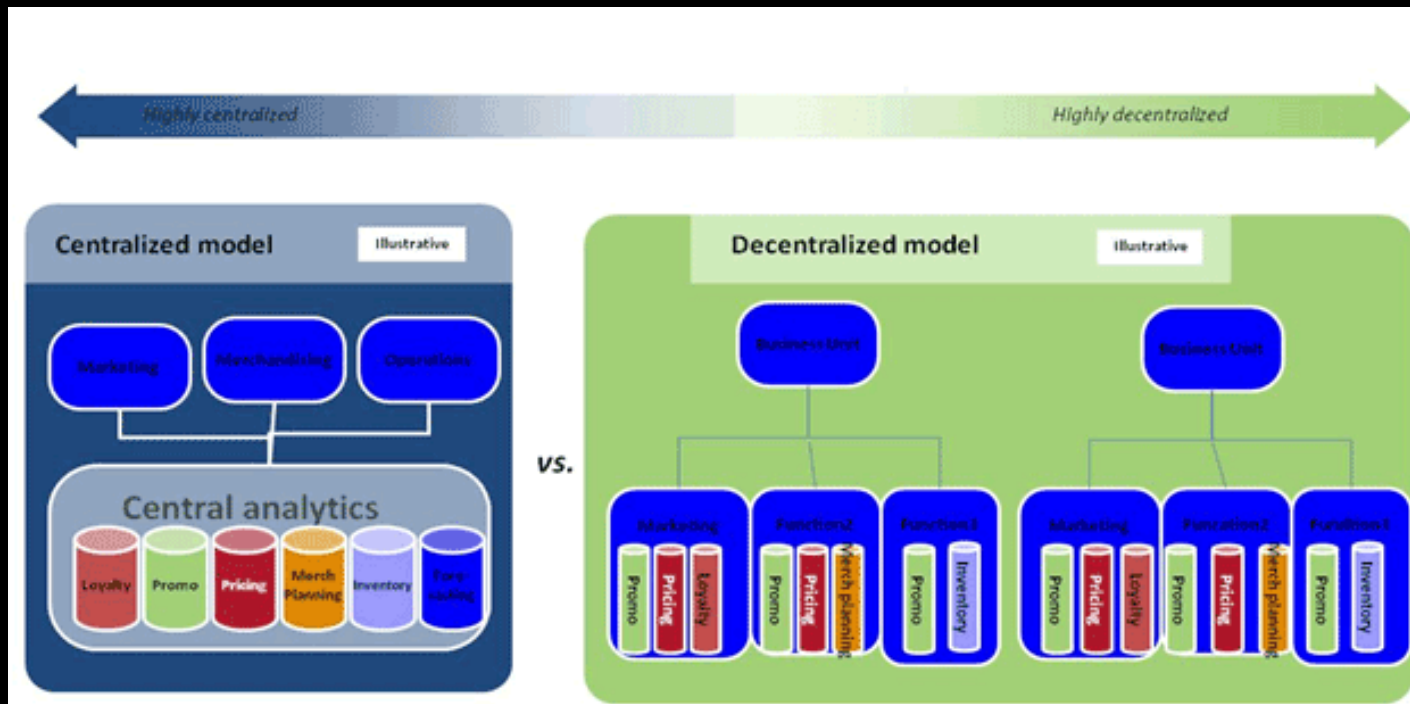 Highly centralized
Highly decentralized
Centralized model
Illustrative
Decentralized model
Illustrative
Marketing
Merchandising
Operations
Business Unit
Business Unit
vs.
Central analytics
Loyalty
Promo
Pricing
Merch
Planning
Inventory
Fore-
casting
Marketing
Function2
Function3
Marketing
Function2
Function3
Promo
Pricing
Loyalty
Promo
Pricing
Merch planning
Promo
Inventory
Promo
Pricing
Loyalty
Promo
Pricing
Merch planning
Promo
Inventory